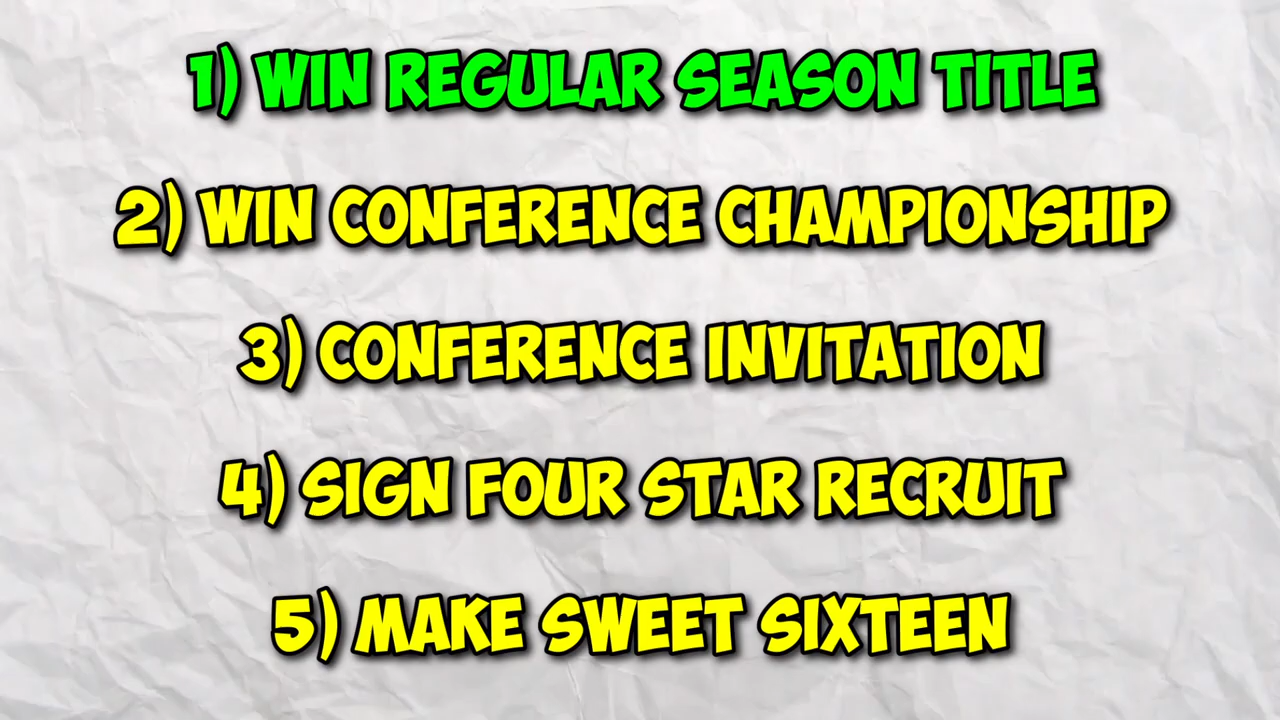 1) WIN REGULAR SEASON TITLE
2) WIN CONFERENCE CHAMPIONSHIP
3) CONFERENCE INVITATION
4) SIGN FOUR STAR RECRUIT
5) MAKE SWEET SIXTEEN